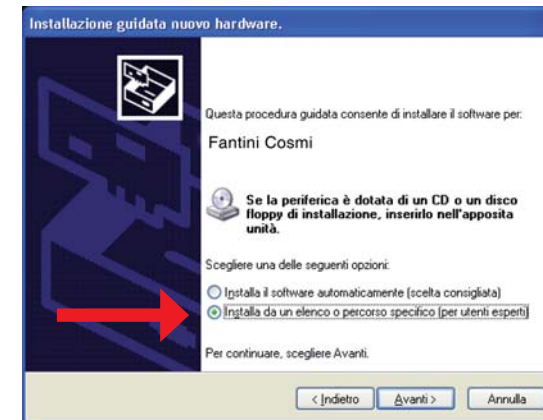 Installazione guidata nuovo hardware.
Questa procedura guidata consente di installare il software per:
Fantini Cosmi
Se la periferica è dotata di un CD o un disco
floppy di installazione, inserirlo nell'apposita
unità.
Scegliere una delle seguenti opzioni:
Installa il software automaticamente (scelta consigliata)
Installa da un elenco o percorso specifico (per utenti esperti)
Per continuare, scegliere Avanti.
< Indietro
Avanti >
Annulla